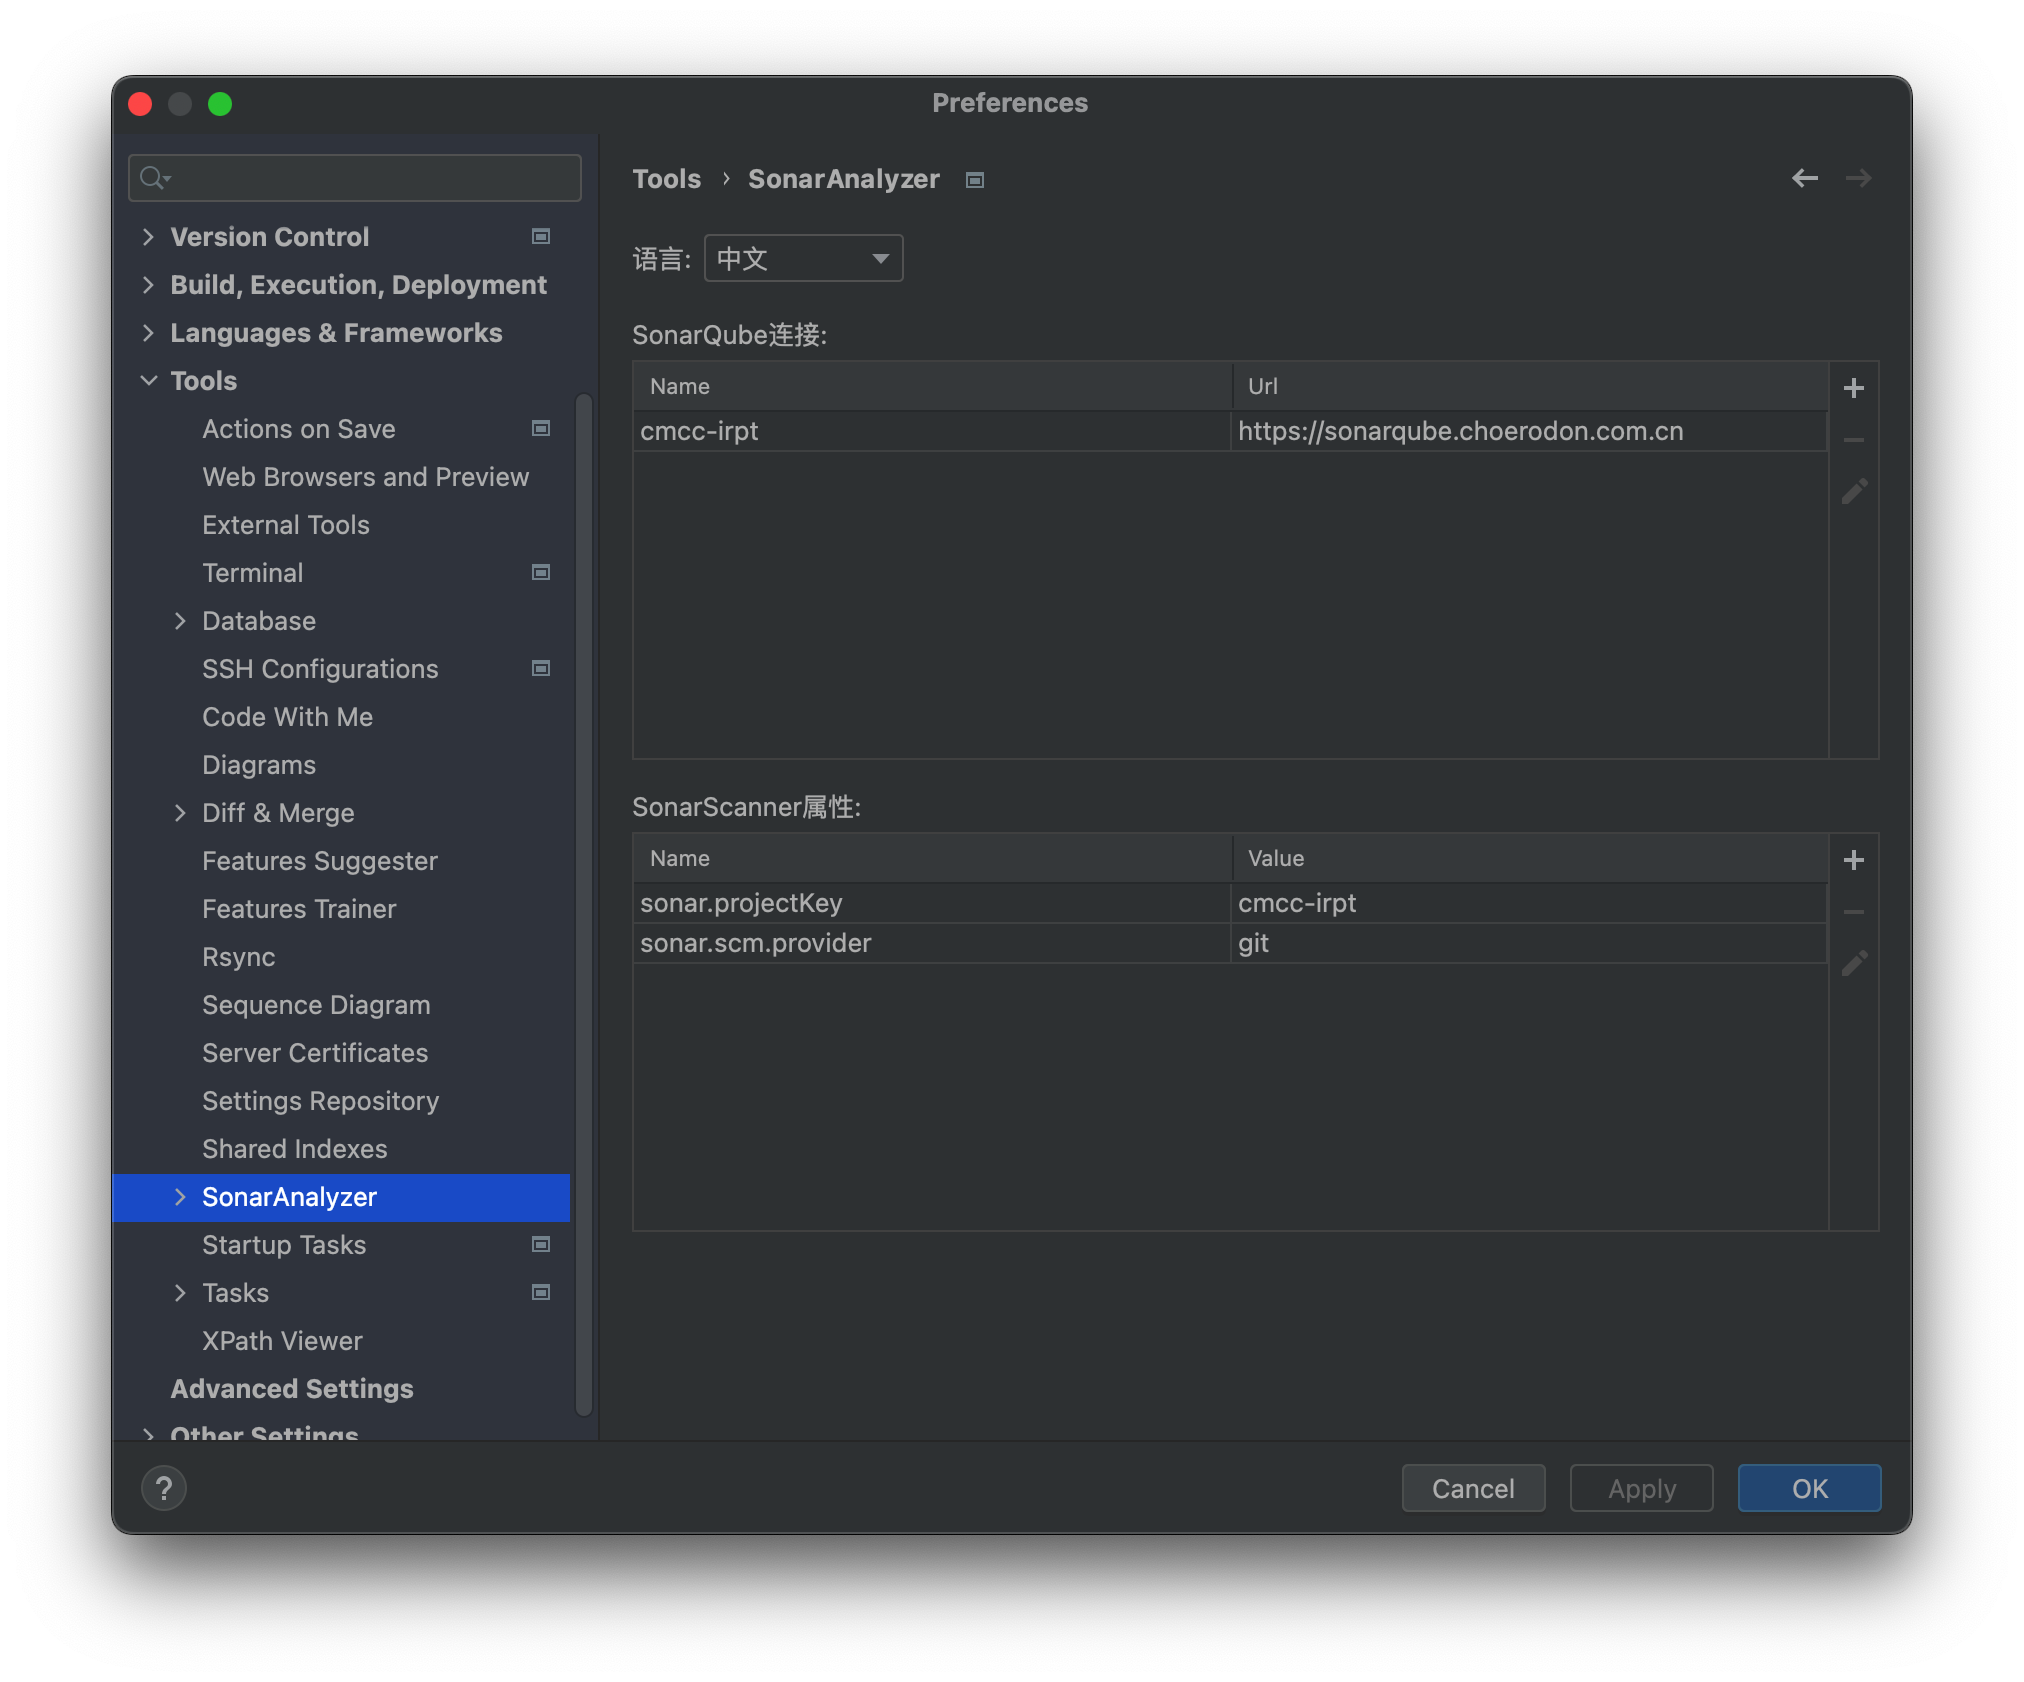 Preferences
Version Control
Build, Execution, Deployment
Languages & Frameworks
Tools
Actions on Save
Web Browsers and Preview
External Tools
Terminal
Database
SSH Configurations
Code With Me
Diagrams
Diff & Merge
Features Suggester
Features Trainer
Rsync
Sequence Diagram
Server Certificates
Settings Repository
Shared Indexes
SonarAnalyzer
Startup Tasks
Tasks
XPath Viewer
Advanced Settings
Other Settings
Tools › SonarAnalyzer
语言: 中文
SonarQube连接:
Name Url
cmcc-irpt https://sonarqube.choerodon.com.cn
SonarScanner属性:
Name Value
sonar.projectKey cmcc-irpt
sonar.scm.provider git
? Cancel Apply OK